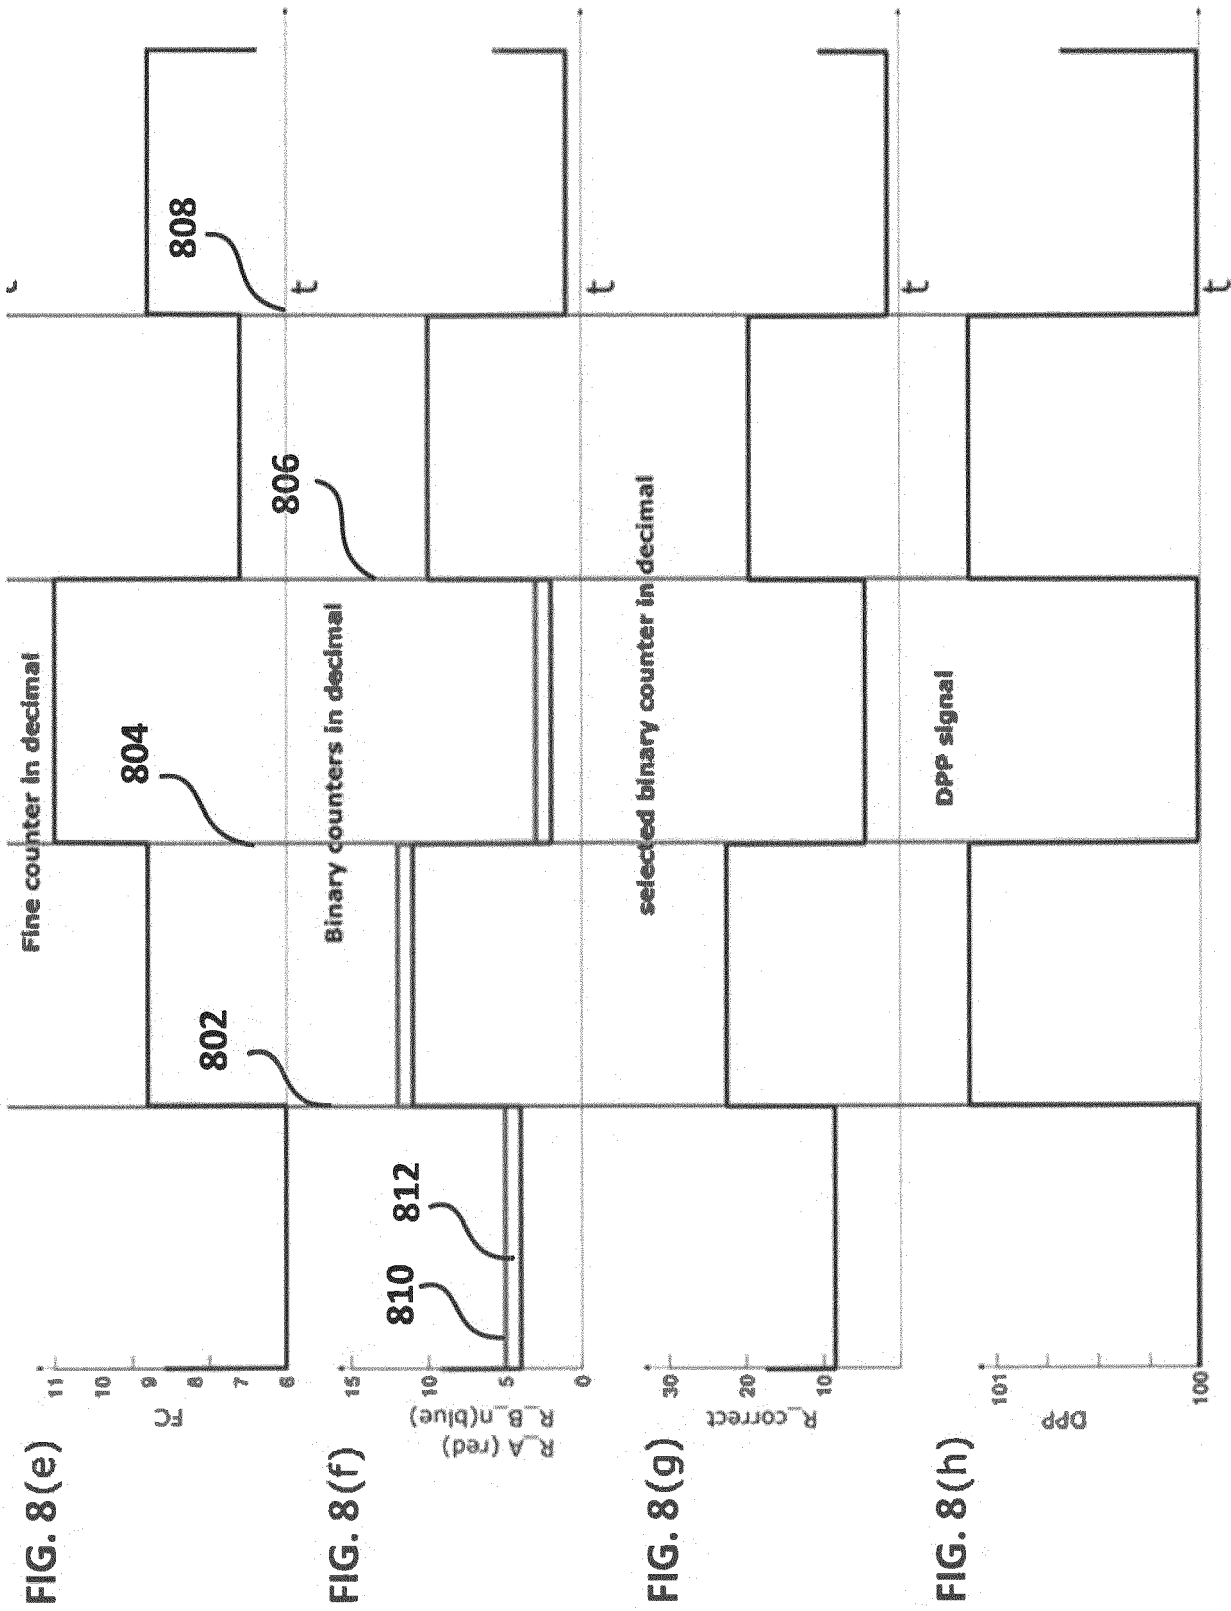 FIG. 8(e)
Fine counter in decimal
FC
11
10
9
8
7
6
804
802
808
t
FIG. 8(f)
Binary counters in decimal
R_A (red)
R_B_n(blue)
15
10
5
0
810
812
806
t
FIG. 8(g)
selected binary counter in decimal
R_correct
30
20
10
t
FIG. 8(h)
DPP signal
DPP
101
100
t